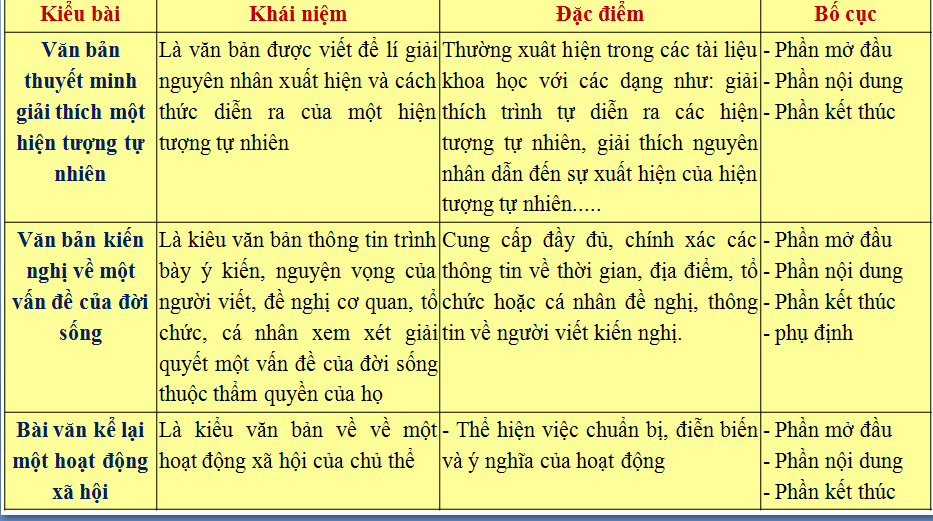 Kiểu bài
Khái niệm
Đặc điểm
Bố cục
Văn bản
thuyết minh
giải thích một
hiện tượng tự
nhiên
Là văn bản được viết để lí giải
nguyên nhân xuất hiện và cách
thức diễn ra của một hiện
tượng tự nhiên
Thường xuât hiện trong các tài liệu
khoa học với các dạng như: giải
thích trình tự diễn ra các hiện
tượng tự nhiên, giải thích nguyên
nhân dẫn đến sự xuất hiện của hiện
tượng tự nhiên.....
- Phần mở đầu
- Phần nội dung
- Phần kết thúc
Văn bản kiến
nghị về một
vấn đề của đời
sống
Là kiêu văn bản thông tin trình
bày ý kiến, nguyện vọng của
người viết, đề nghị cơ quan, tổ
chức, cá nhân xem xét giải
quyết một vấn đề của đời sống
thuộc thẩm quyền của họ
Cung cấp đầy đủ, chính xác các
thông tin về thời gian, địa điểm, tổ
chức hoặc cá nhân đề nghị, thông
tin về người viết kiến nghị.
- Phần mở đầu
- Phần nội dung
- Phần kết thúc
- phụ định
Bài văn kể lại
một hoạt động
xã hội
Là kiểu văn bản về về một
hoạt động xã hội của chủ thể
- Thể hiện việc chuẩn bị, điễn biến
và ý nghĩa của hoạt động
- Phần mở đầu
- Phần nội dung
- Phần kết thúc